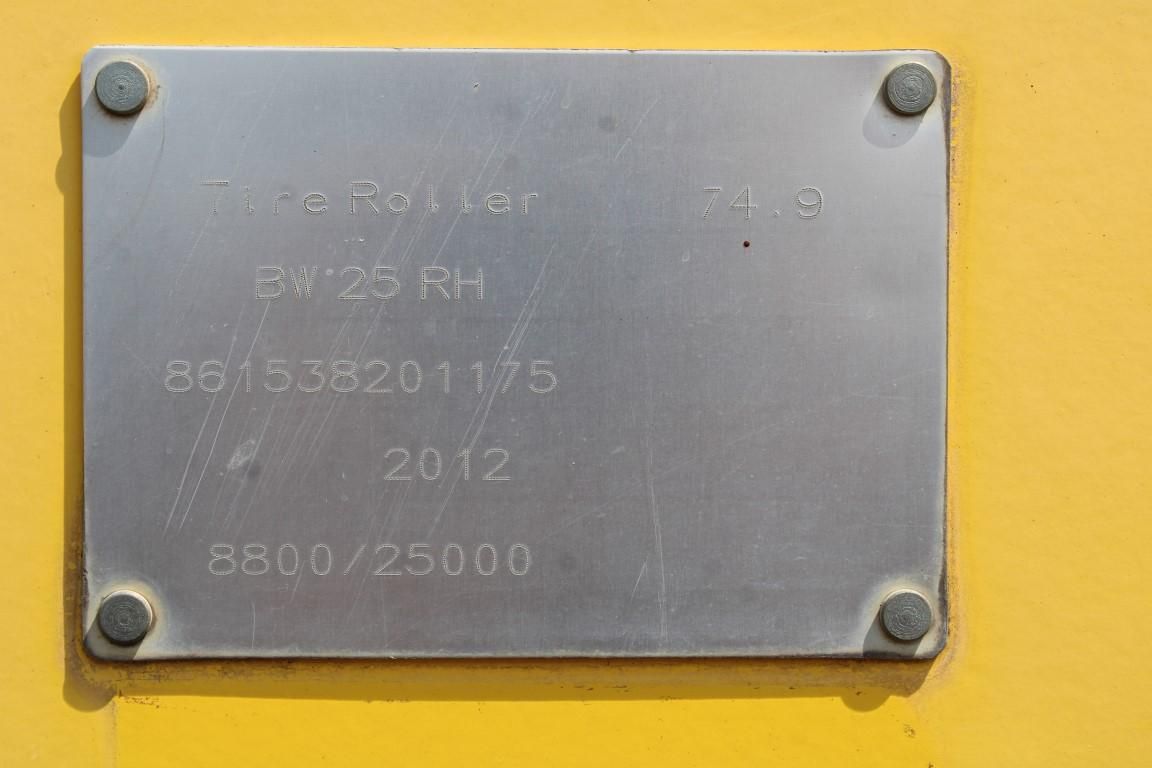 Tire Roller 74.9
BW 25 RH
861538201175
2012
8800/25000